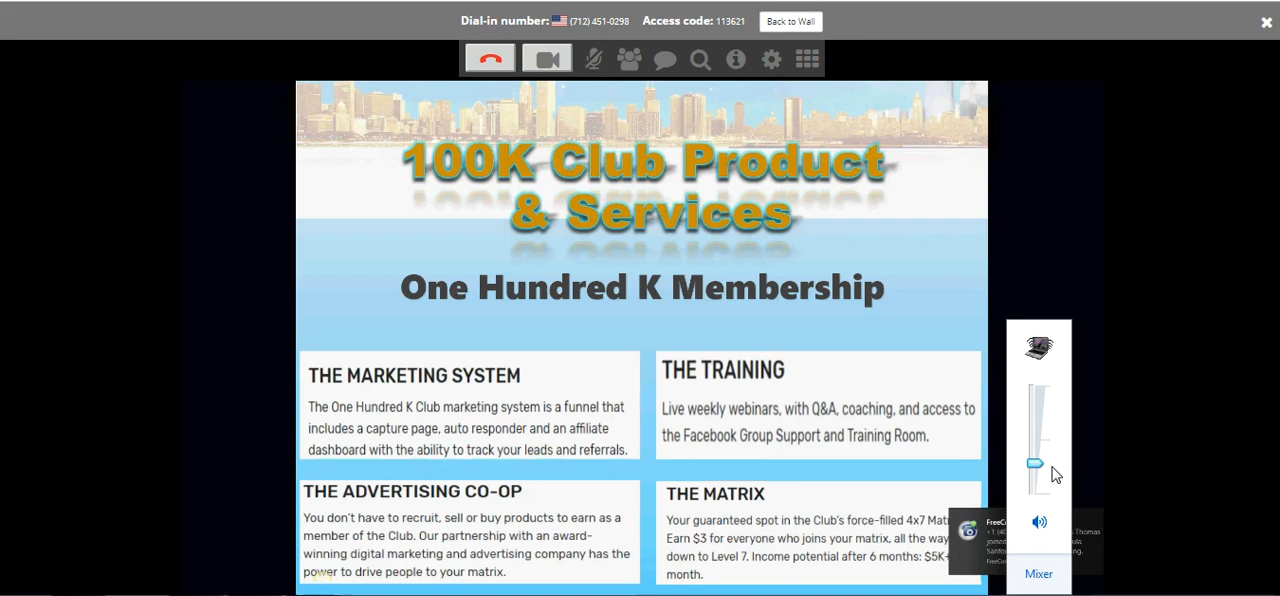 Dial-in number: (712) 451-0298 Access code: 113621 Back to Wall
100K Club Product
& Services
One Hundred K Membership
THE MARKETING SYSTEM
The One Hundred K Club marketing system is a funnel that
includes a capture page, auto responder and an affiliate
dashboard with the ability to track your leads and referrals.
THE TRAINING
Live weekly webinars, with Q&A, coaching, and access to
the Facebook Group Support and Training Room.
THE ADVERTISING CO-OP
You don't have to recruit, sell or buy products to earn as a
member of the Club. Our partnership with an award-
winning digital marketing and advertising company has the
power to drive people to your matrix.
THE MATRIX
Your guaranteed spot in the Club's force-filled 4x7
Earn $3 for everyone who joins your matrix, all the way
down to Level 7. Income potential after 6 months: $5K+
month.
Thomas
joined
Mixer